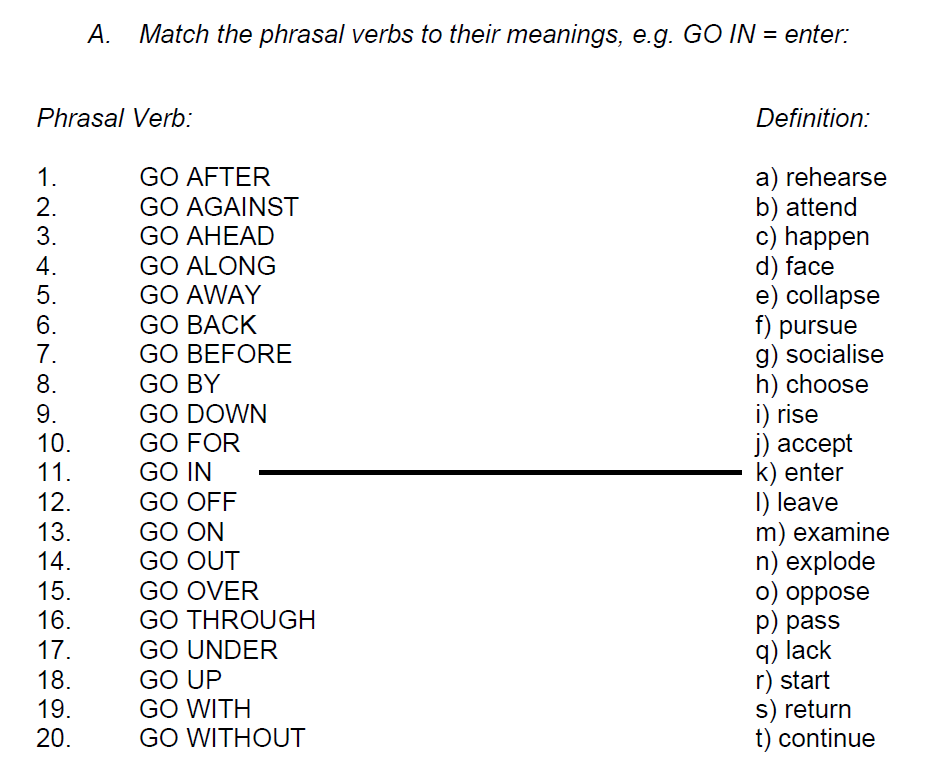 A. Match the phrasal verbs to their meanings, e.g. GO IN = enter:
Phrasal Verb: Definition:
1. GO AFTER a) rehearse
2. GO AGAINST b) attend
3. GO AHEAD c) happen
4. GO ALONG d) face
5. GO AWAY e) collapse
6. GO BACK f) pursue
7. GO BEFORE g) socialise
8. GO BY h) choose
9. GO DOWN i) rise
10. GO FOR j) accept
11. GO IN k) enter
12. GO OFF l) leave
13. GO ON m) examine
14. GO OUT n) explode
15. GO OVER o) oppose
16. GO THROUGH p) pass
17. GO UNDER q) lack
18. GO UP r) start
19. GO WITH s) return
20. GO WITHOUT t) continue